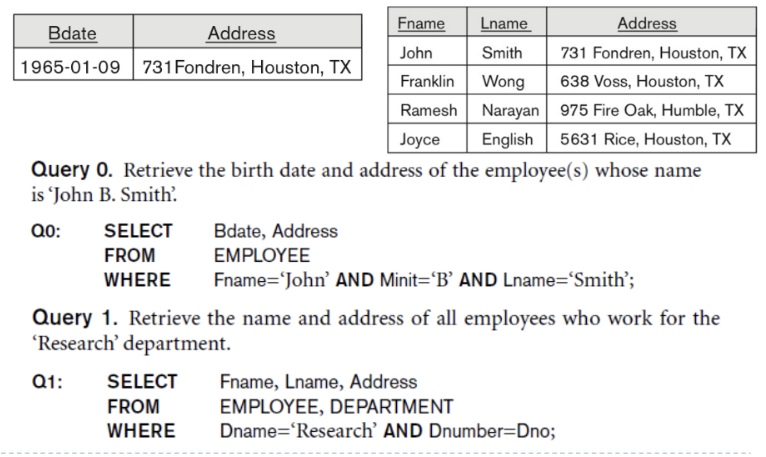 Bdate Address
1965-01-09 731Fondren, Houston, TX
Fname Lname Address
John Smith 731 Fondren, Houston, TX
Franklin Wong 638 Voss, Houston, TX
Ramesh Narayan 975 Fire Oak, Humble, TX
Joyce English 5631 Rice, Houston, TX
Query 0. Retrieve the birth date and address of the employee(s) whose name
is ‘John B. Smith’.
Q0: SELECT Bdate, Address
FROM EMPLOYEE
WHERE Fname=‘John’ AND Minit=‘B’ AND Lname=‘Smith’;
Query 1. Retrieve the name and address of all employees who work for the
‘Research’ department.
Q1: SELECT Fname, Lname, Address
FROM EMPLOYEE, DEPARTMENT
WHERE Dname=‘Research’ AND Dnumber=Dno;